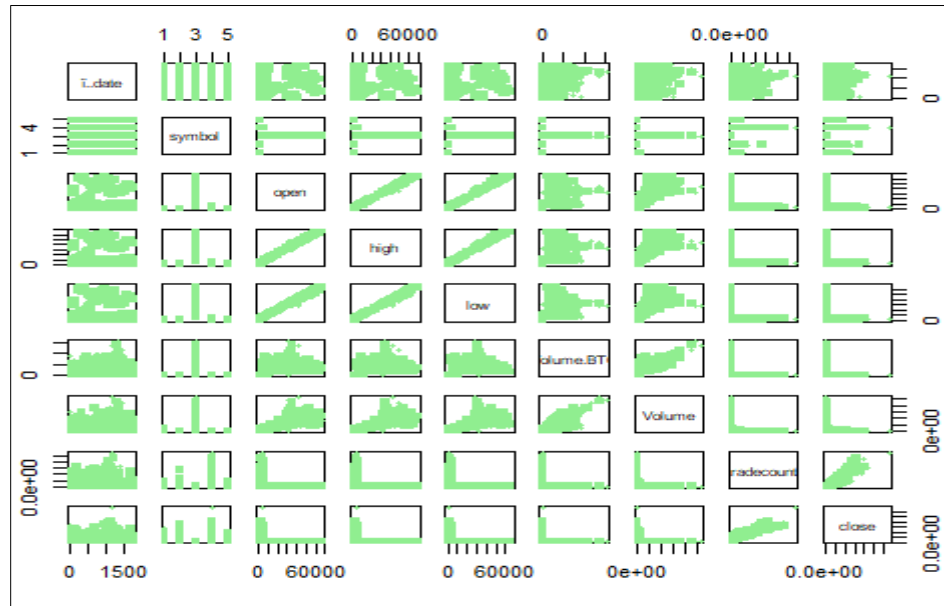 1 3 5 0 60000 0 0.0e+00
ï..date 0
1 4 symbol
open 0
0 high
low 0
0 olume.BT
Volume 0e+00
0.0e+00 radecount
close 0.0e+00
0 1500 0 60000 0 60000 0e+00 0.0e+00